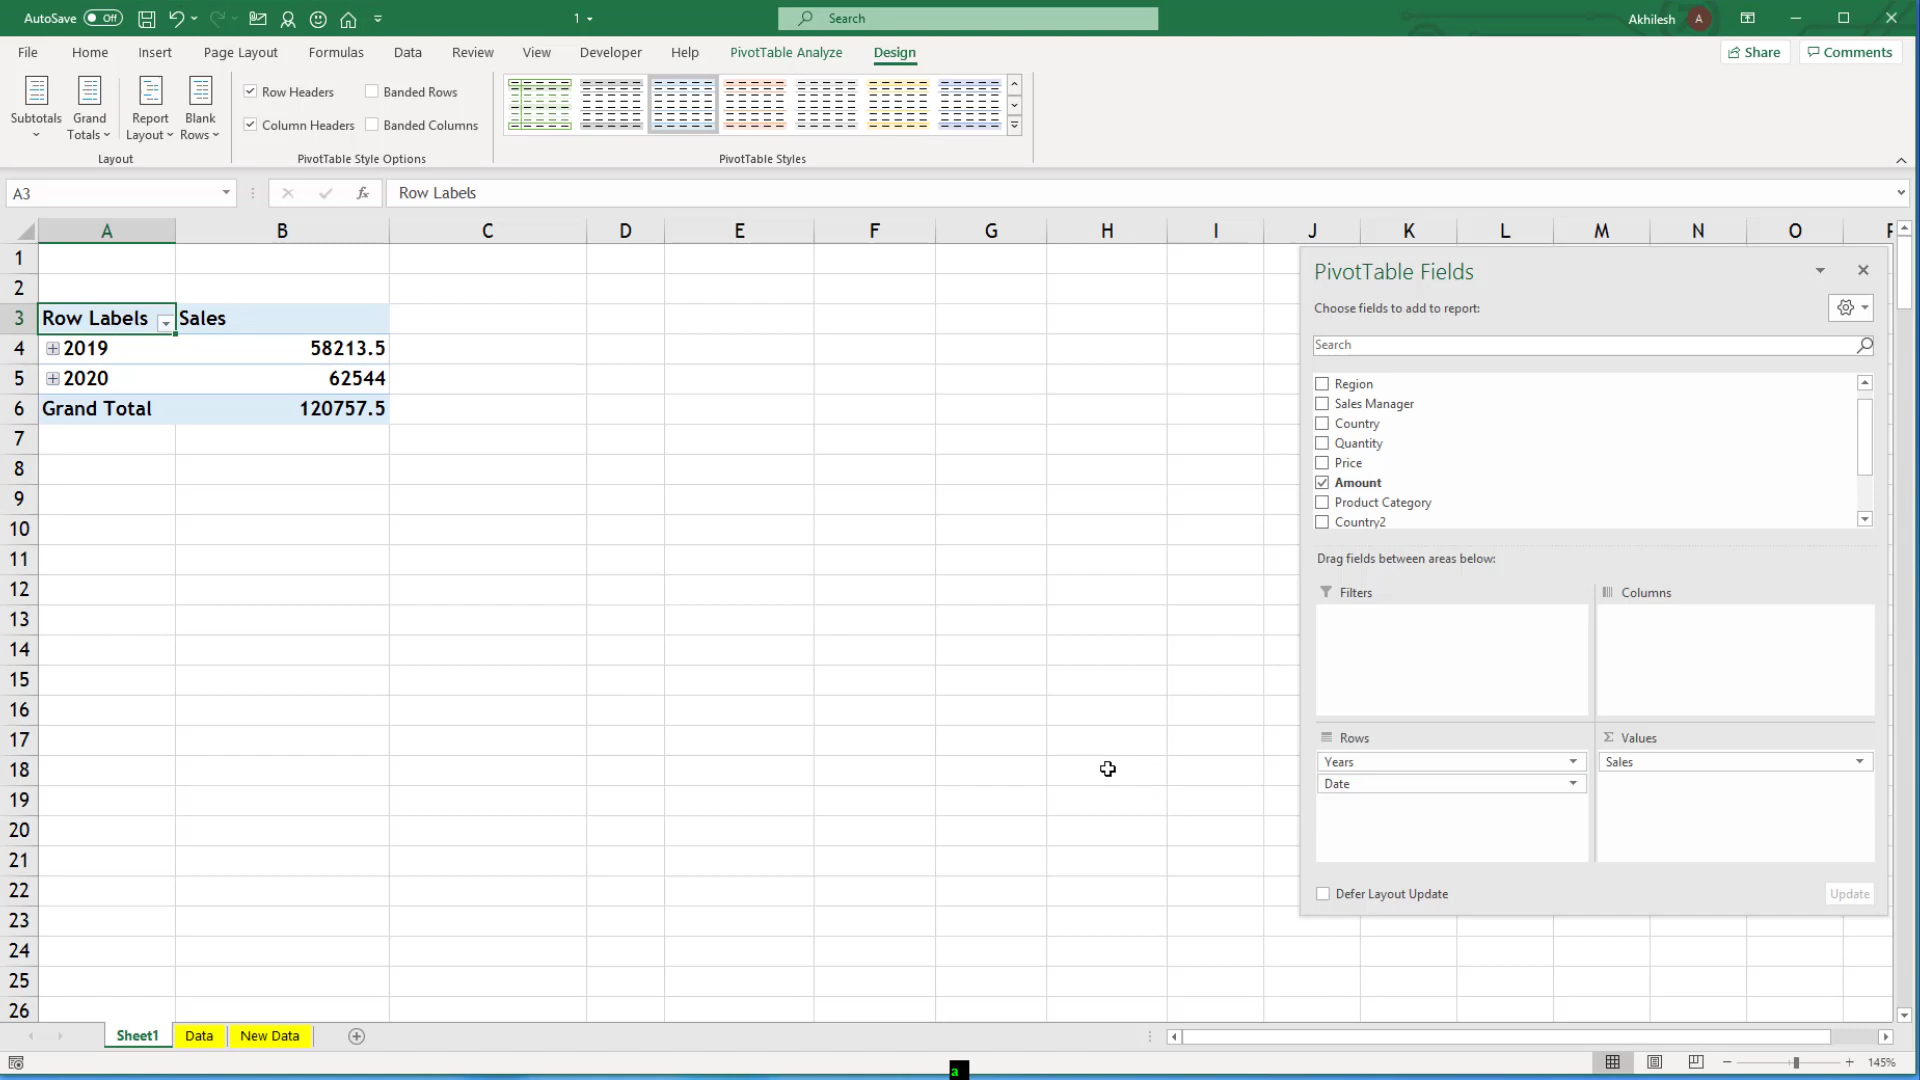 AutoSave Off 1 Search Akhilesh A
File Home Insert Page Layout Formulas Data Review View Developer Help PivotTable Analyze Design Share Comments
Subtotals Grand Totals Report Layout Blank Rows
Row Headers Banded Rows
Column Headers Banded Columns
Layout PivotTable Style Options PivotTable Styles
A3 fx Row Labels
A B C D E F G H I J K L M N O P
1
2
3 Row Labels Sales
4 2019 58213.5
5 2020 62544
6 Grand Total 120757.5
7
8
9
10
11
12
13
14
15
16
17
18
19
20
21
22
23
24
25
26
PivotTable Fields
Choose fields to add to report:
Search
Region
Sales Manager
Country
Quantity
Price
Amount
Product Category
Country2
Drag fields between areas below:
Filters Columns
Rows Σ Values
Years Sales
Date
Defer Layout Update Update
Sheet1 Data New Data
a 145%